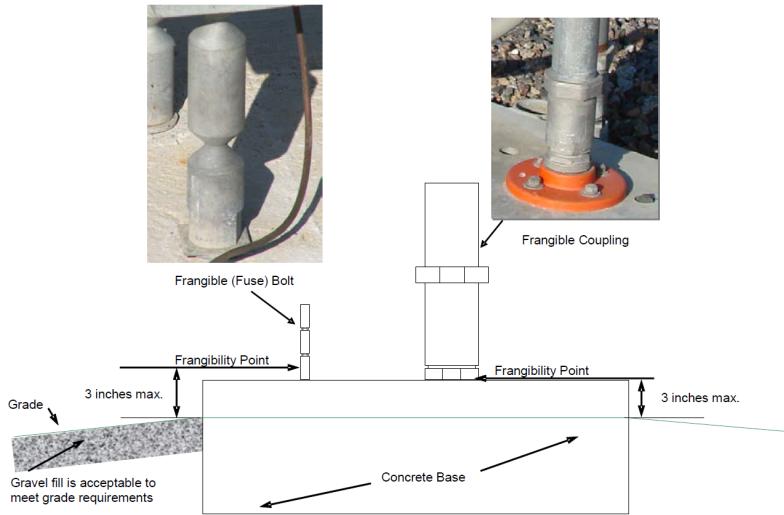 Frangible Coupling
Frangible (Fuse) Bolt
Frangibility Point
Frangibility Point
3 inches max.
3 inches max.
Grade
Gravel fill is acceptable to
meet grade requirements
Concrete Base